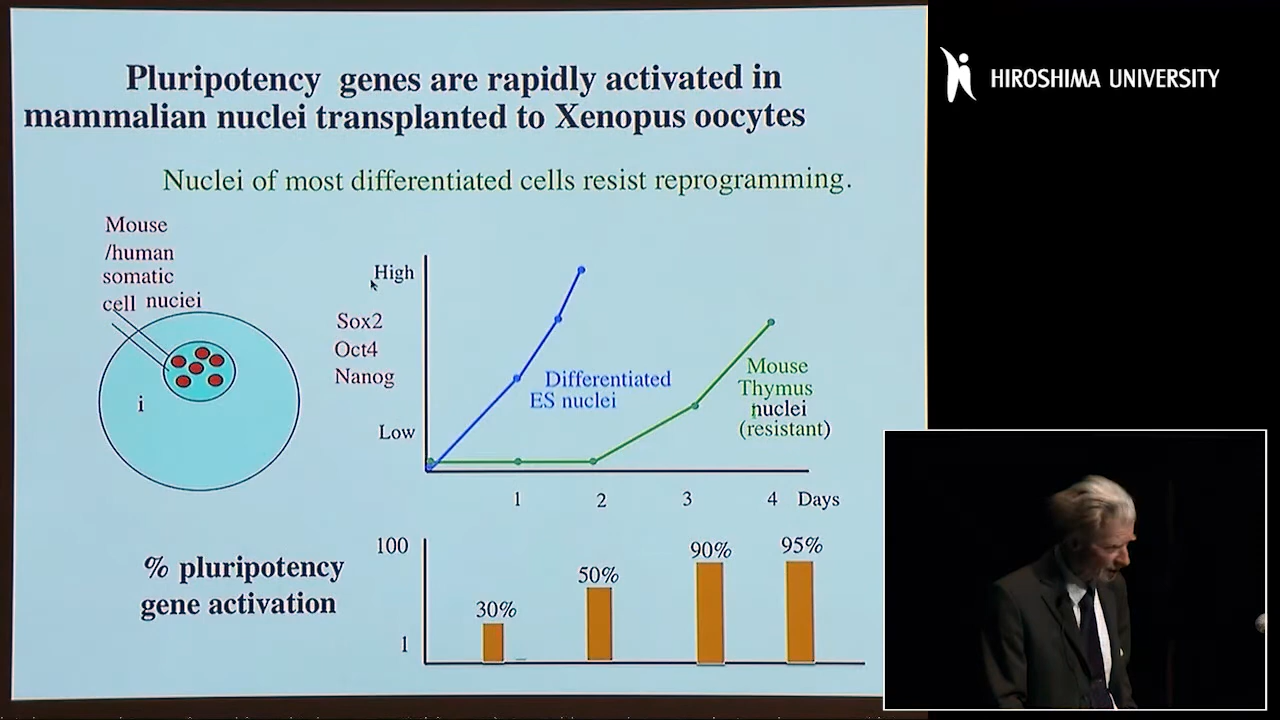 Pluripotency genes are rapidly activated in
mammalian nuclei transplanted to Xenopus oocytes
Nuclei of most differentiated cells resist reprogramming.
Mouse
/human
somatic
cell nuciei
i
High
Sox2
Oct4
Nanog
Low
Differentiated
ES nuclei
Mouse
Thymus
nuclei
(resistant)
1 2 3 4 Days
% pluripotency
gene activation
100
1
30%
50%
90%
95%
HIROSHIMA UNIVERSITY